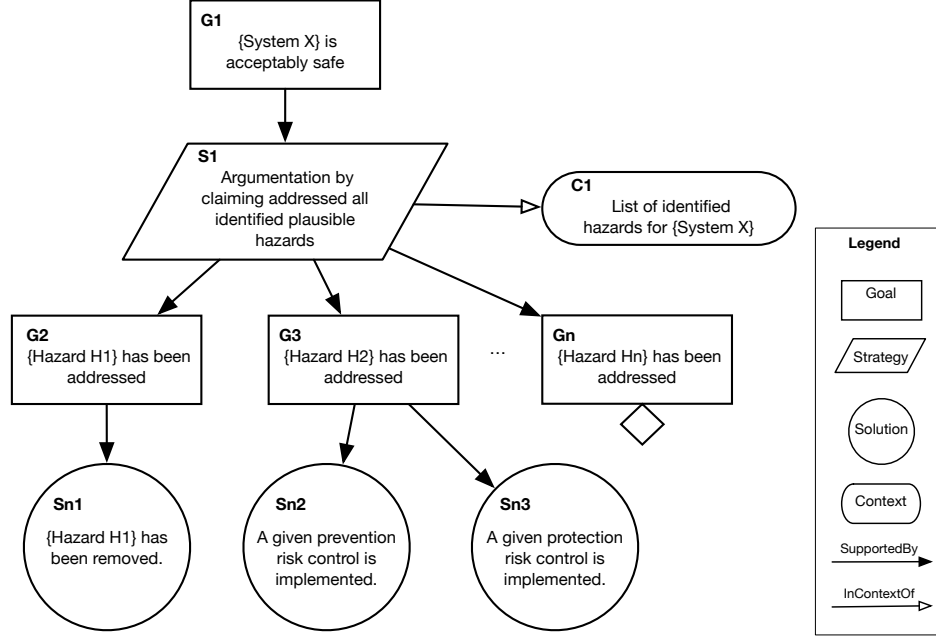 G1
{System X} is
acceptably safe
S1
Argumentation by
claiming addressed all
identified plausible
hazards
C1
List of identified
hazards for {System X}
G2
{Hazard H1} has been
addressed
G3
{Hazard H2} has been
addressed
...
Gn
{Hazard Hn} has been
addressed
Sn1
{Hazard H1} has
been removed.
Sn2
A given prevention
risk control is
implemented.
Sn3
A given protection
risk control is
implemented.
Legend
Goal
Strategy
Solution
Context
SupportedBy
InContextOf